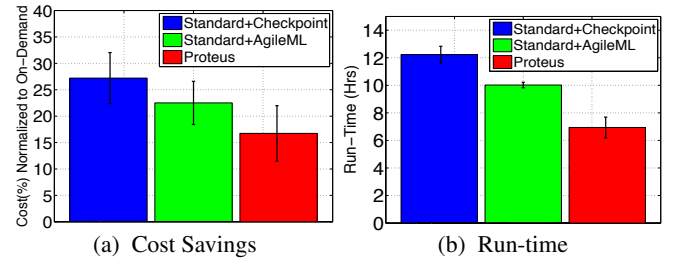 Cost(%) Normalized to On−Demand
40
35
30
25
20
15
10
5
0
Standard+Checkpoint
Standard+AgileML
Proteus
(a) Cost Savings
Run−Time (Hrs)
14
12
10
8
6
4
2
0
Standard+Checkpoint
Standard+AgileML
Proteus
(b) Run-time